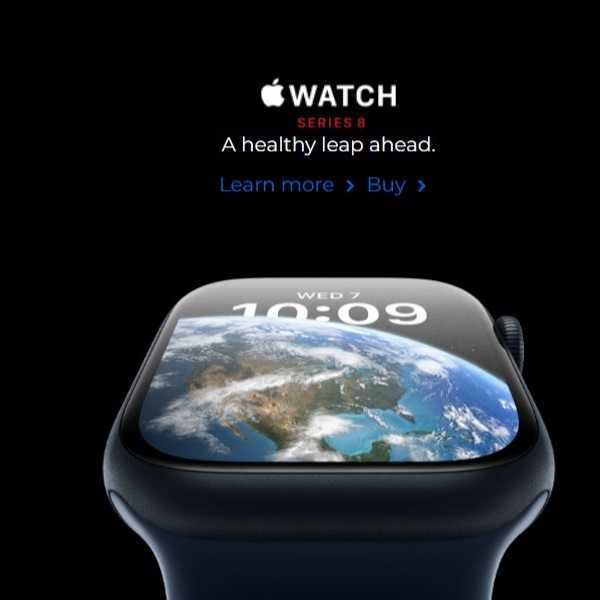 WATCH
SERIES 8
A healthy leap ahead.
Learn more > Buy >
WED 7
10:09